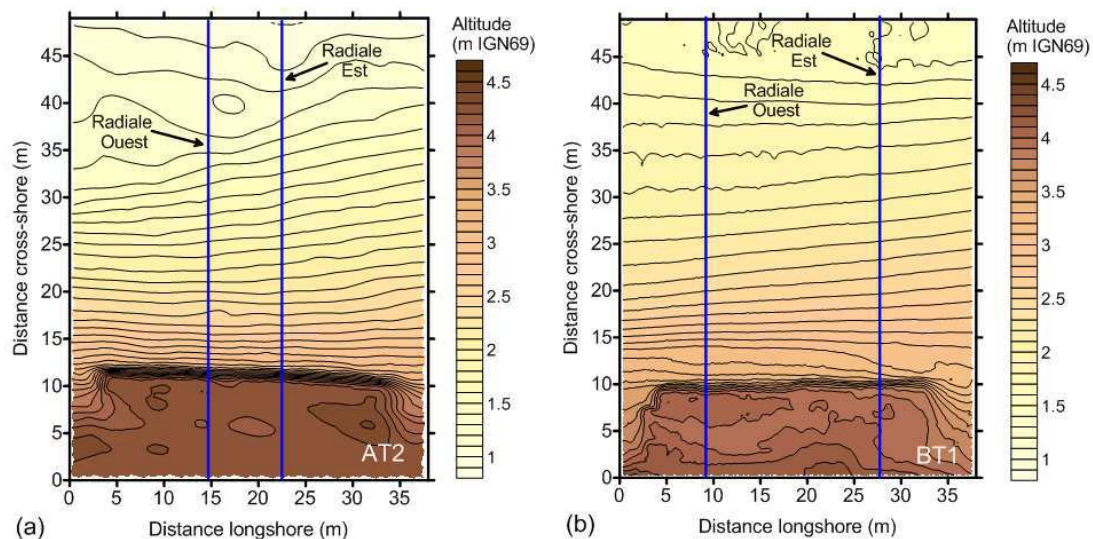 Altitude
(m IGN69)
45
40
35
30
25
20
15
10
5
0
Distance cross-shore (m)
Radiale
Est
Radiale
Ouest
AT2
0
5
10
15
20
25
30
35
Distance longshore (m)
(a)
4.5
4
3.5
3
2.5
2
1.5
1
Altitude
(m IGN69)
45
40
35
30
25
20
15
10
5
0
Distance cross-shore (m)
Radiale
Est
Radiale
Ouest
BT1
0
5
10
15
20
25
30
35
Distance longshore (m)
(b)
4.5
4
3.5
3
2.5
2
1.5
1